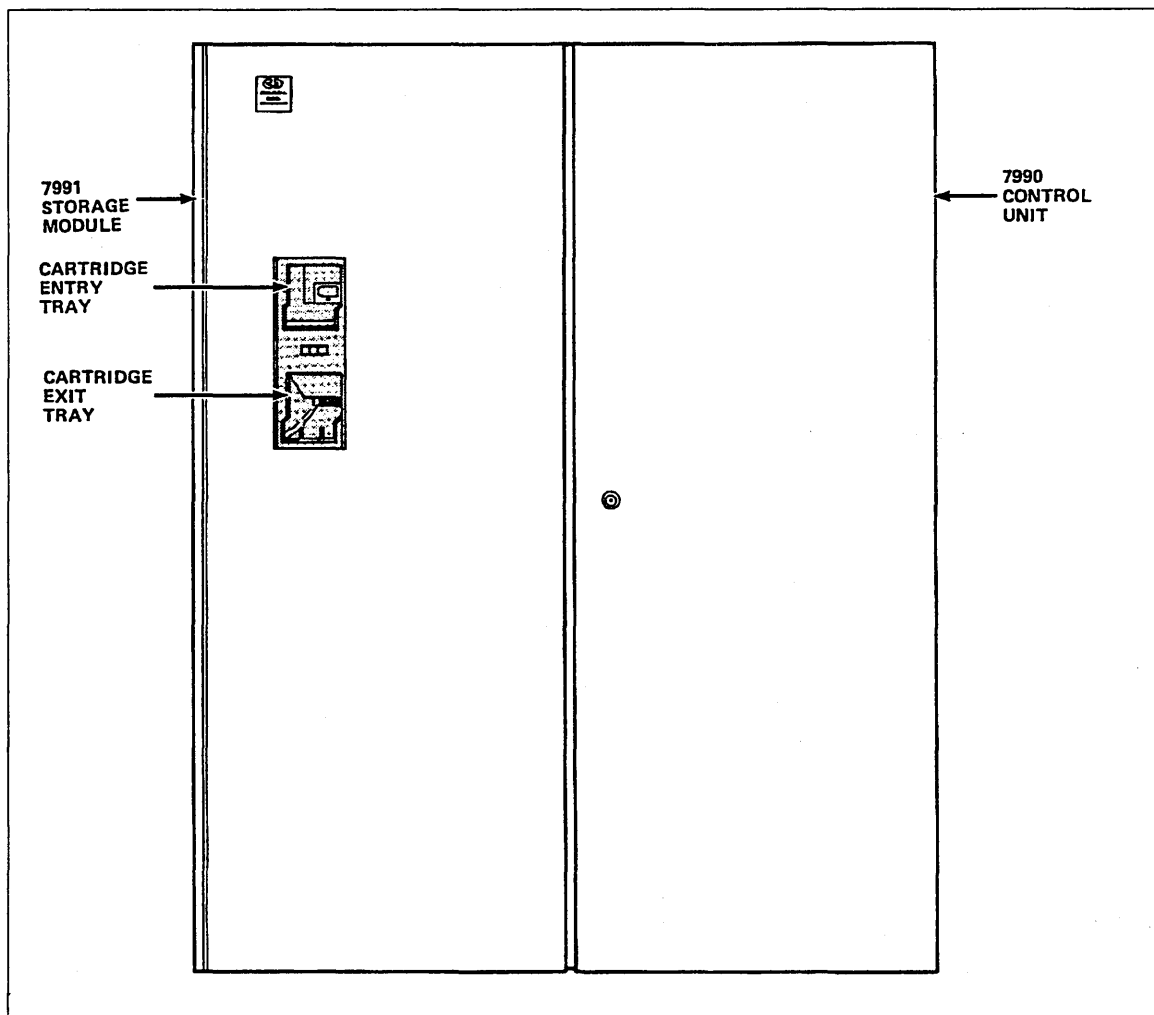 7991
STORAGE
MODULE
7990
CONTROL
UNIT
CARTRIDGE
ENTRY
TRAY
CARTRIDGE
EXIT
TRAY